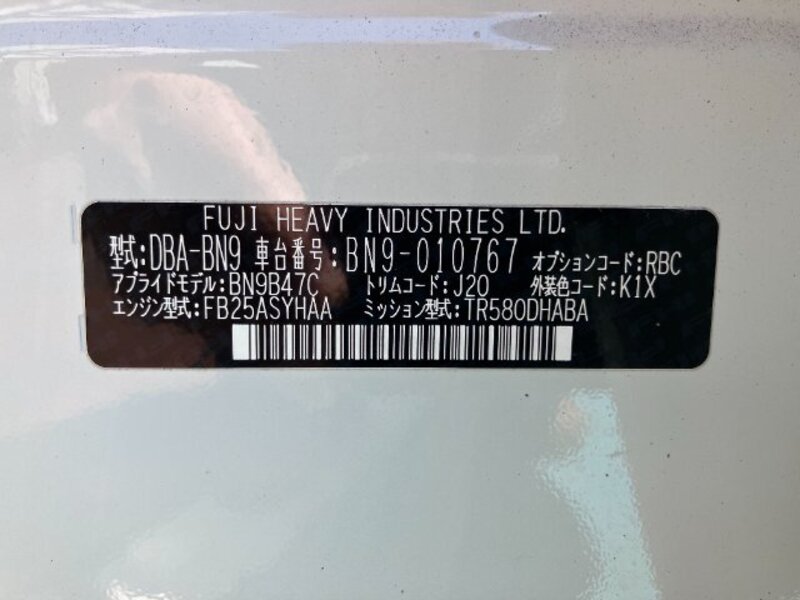 FUJI HEAVY INDUSTRIES LTD.
型式:DBA-BN9 車台番号:BN9-010767 オプションコード:RBC
アプライドモデル:BN9B47C トリムコード:J20 外装色コード:K1X
エンジン型式:FB25ASYHAA ミッション型式:TR580DHABA